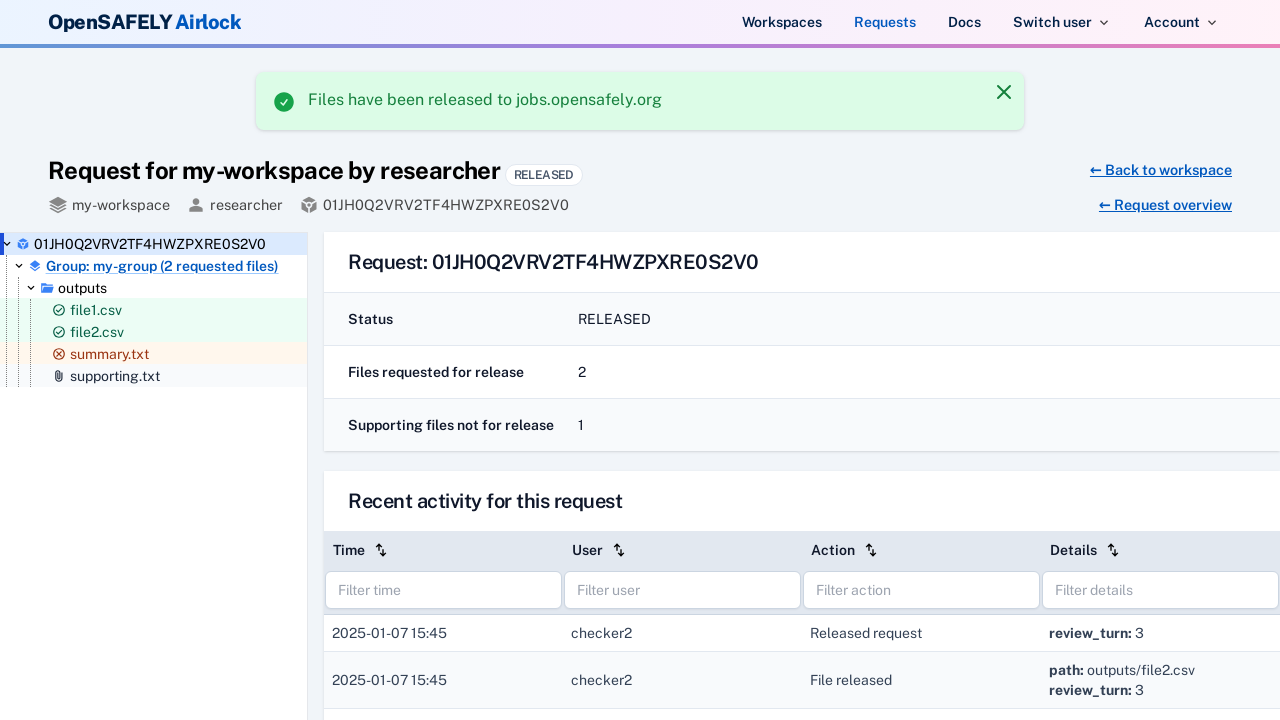 OpenSAFELY Airlock
Workspaces Requests Docs Switch user Account
Files have been released to jobs.opensafely.org
Request for my-workspace by researcher RELEASED
← Back to workspace
my-workspace researcher 01JH0Q2VRV2TF4HWZPXRE0S2V0
← Request overview
01JH0Q2VRV2TF4HWZPXRE0S2V0
Group: my-group (2 requested files)
outputs
file1.csv
file2.csv
summary.txt
supporting.txt
Request: 01JH0Q2VRV2TF4HWZPXRE0S2V0
Status RELEASED
Files requested for release 2
Supporting files not for release 1
Recent activity for this request
Time User Action Details
Filter time Filter user Filter action Filter details
2025-01-07 15:45 checker2 Released request review_turn: 3
2025-01-07 15:45 checker2 File released path: outputs/file2.csv
review_turn: 3